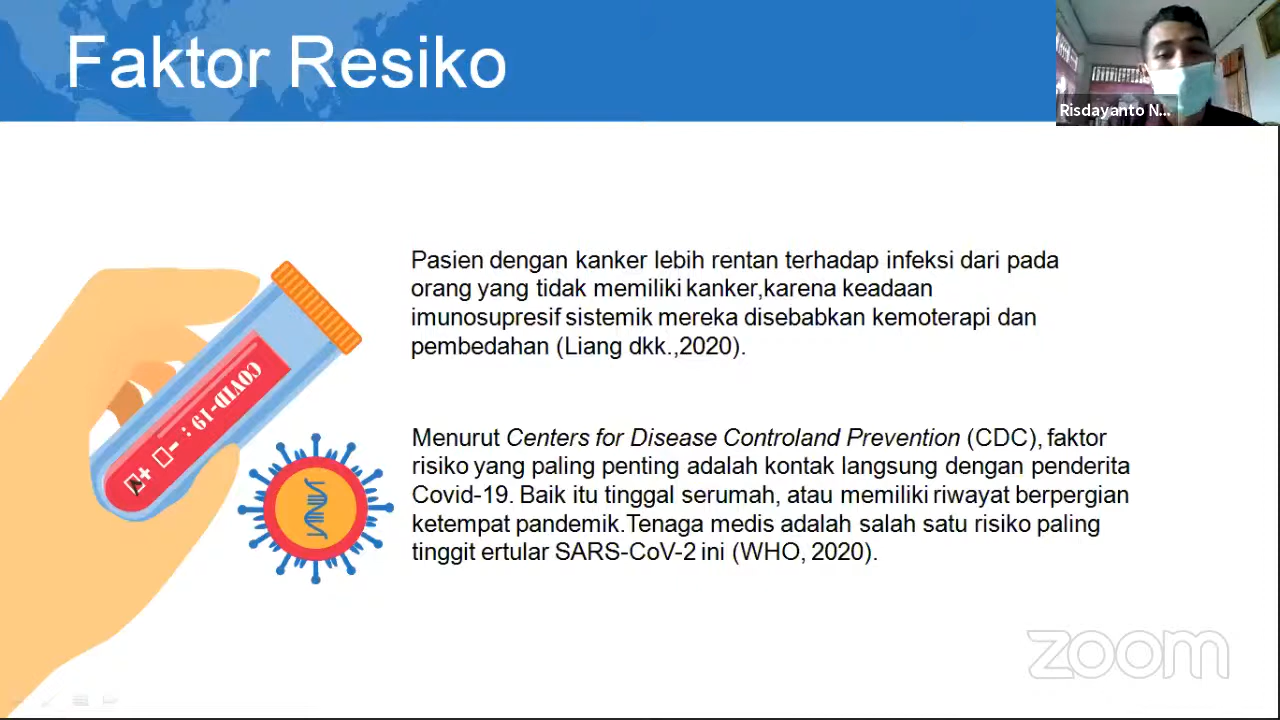 Faktor Resiko
Risdayanto N...
Pasien dengan kanker lebih rentan terhadap infeksi dari pada
orang yang tidak memiliki kanker,karena keadaan
imunosupresif sistemik mereka disebabkan kemoterapi dan
pembedahan (Liang dkk.,2020).
COVID-19 : - □ + □
Menurut Centers for Disease Controland Prevention (CDC), faktor
risiko yang paling penting adalah kontak langsung dengan penderita
Covid-19. Baik itu tinggal serumah, atau memiliki riwayat berpergian
ketempat pandemik.Tenaga medis adalah salah satu risiko paling
tinggit ertular SARS-CoV-2 ini (WHO, 2020).
zoom